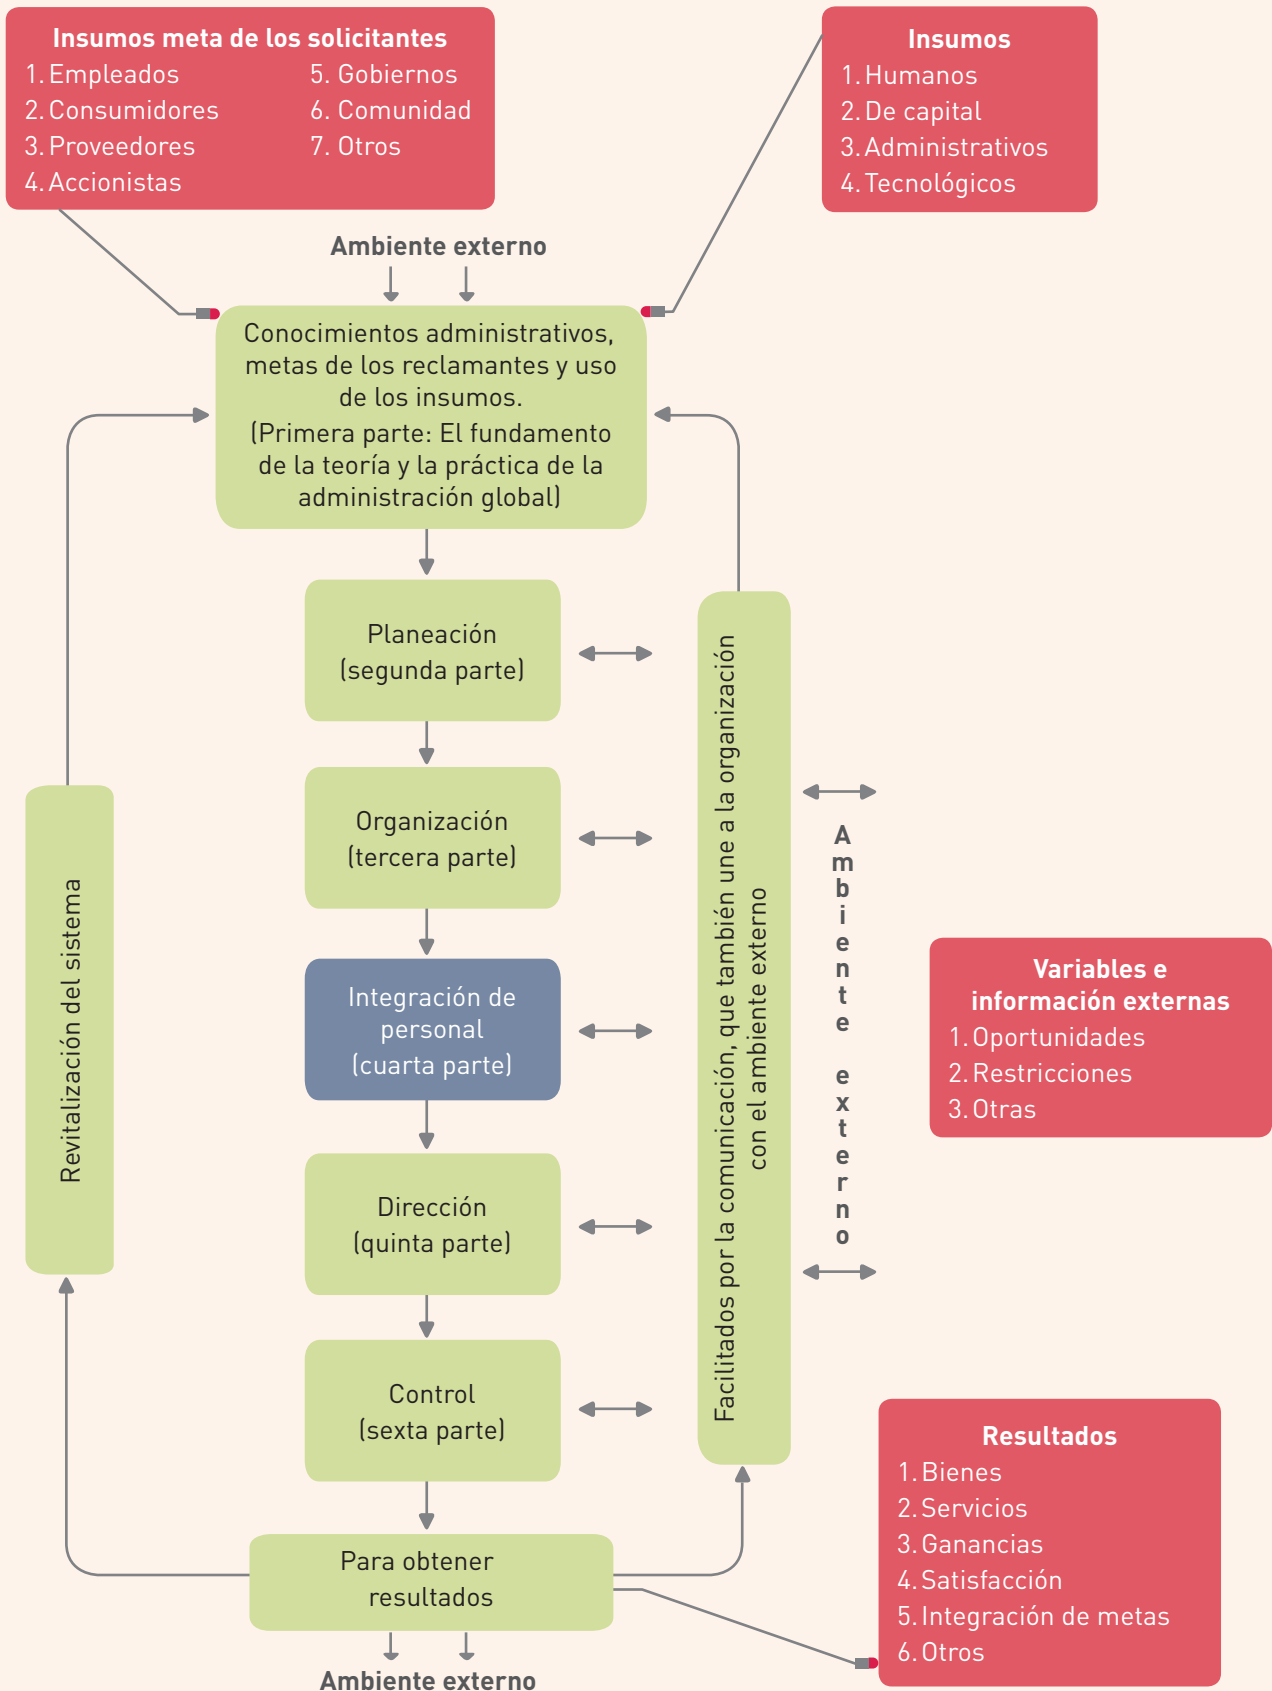 Insumos meta de los solicitantes
1. Empleados
2. Consumidores
3. Proveedores
4. Accionistas
5. Gobiernos
6. Comunidad
7. Otros
Insumos
1. Humanos
2. De capital
3. Administrativos
4. Tecnológicos
Ambiente externo
Conocimientos administrativos,
metas de los reclamantes y uso
de los insumos.
(Primera parte: El fundamento
de la teoría y la práctica de la
administración global)
Planeación
(segunda parte)
Organización
(tercera parte)
Integración de
personal
(cuarta parte)
Dirección
(quinta parte)
Control
(sexta parte)
Para obtener
resultados
Ambiente externo
Revitalización del sistema
Facilitados por la comunicación, que también une a la organización
con el ambiente externo
Ambiente externo
Variables e
información externas
1. Oportunidades
2. Restricciones
3. Otras
Resultados
1. Bienes
2. Servicios
3. Ganancias
4. Satisfacción
5. Integración de metas
6. Otros